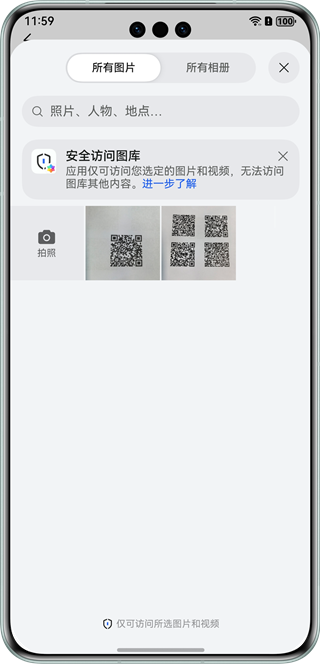 11:59
100
所有图片
所有相册
照片、人物、地点...
安全访问图库
应用仅可访问您选定的图片和视频，无法访问
图库其他内容。进一步了解
拍照
仅可访问所选图片和视频